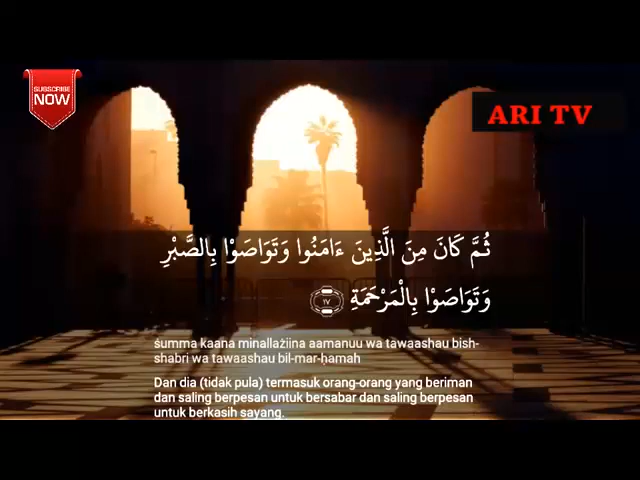 SUBSCRIBE
NOW
ARI TV
ثُمَّ كَانَ مِنَ الَّذِينَ ءَامَنُوا وَتَوَاصَوْا بِالصَّبْرِ
وَتَوَاصَوْا بِالْمَرْحَمَةِ ١٧
ṡumma kaana minallażiina aamanuu wa tawaashau bish-
shabri wa tawaashau bil-mar-ḥamah
Dan dia (tidak pula) termasuk orang-orang yang beriman
dan saling berpesan untuk bersabar dan saling berpesan
untuk berkasih sayang.